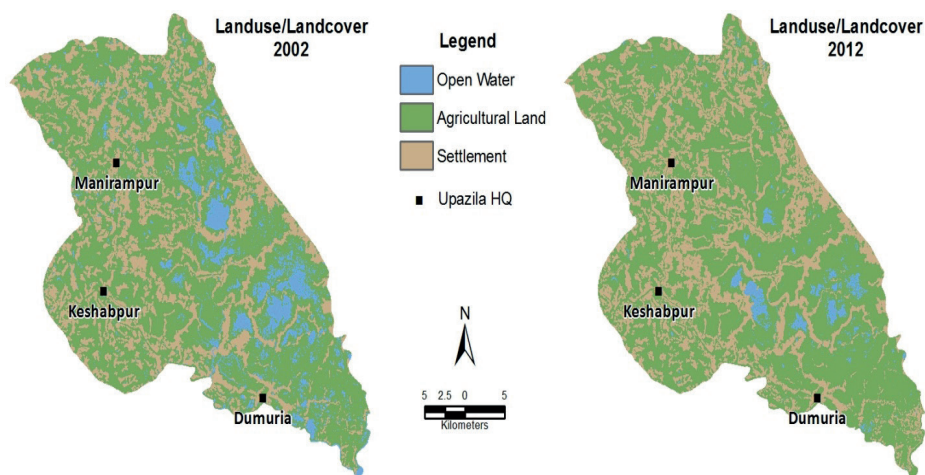 Landuse/Landcover
2002
Manirampur
Keshabpur
Dumuria
Legend
Open Water
Agricultural Land
Settlement
Upazila HQ
N
5 2.5 0 5
Kilometers
Landuse/Landcover
2012
Manirampur
Keshabpur
Dumuria